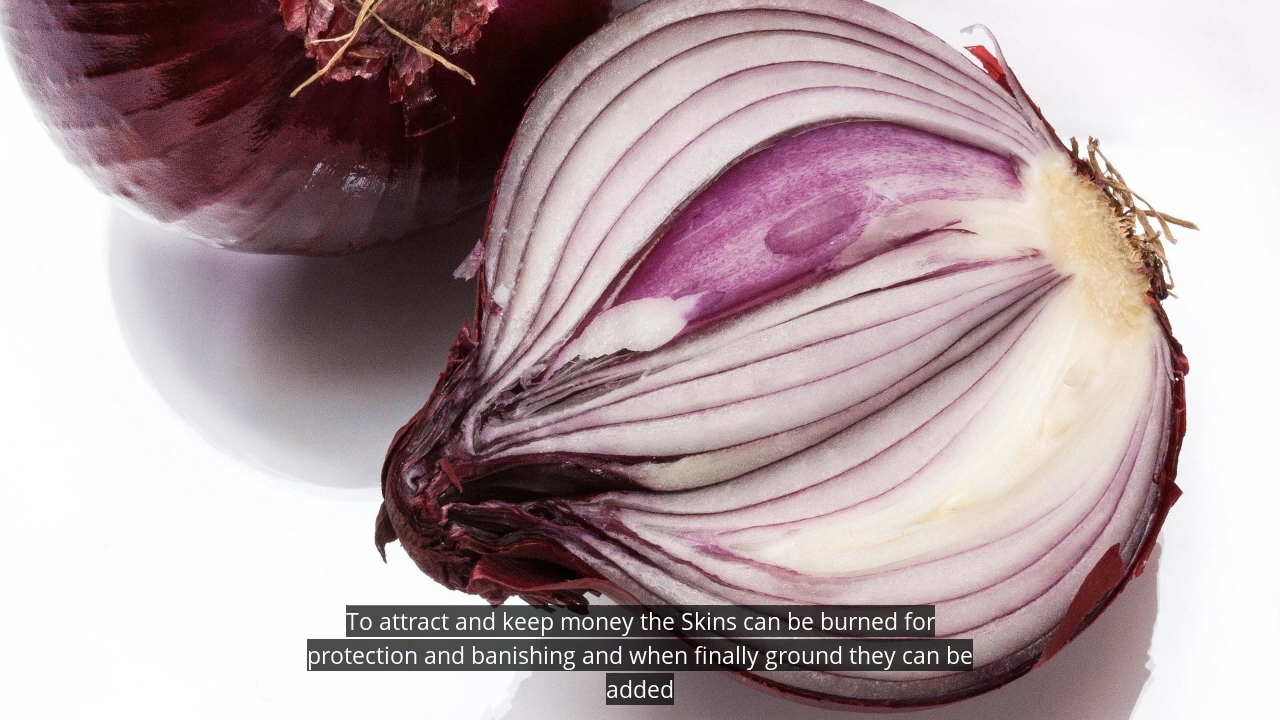 To attract and keep money the Skins can be burned for
protection and banishing and when finally ground they can be
added